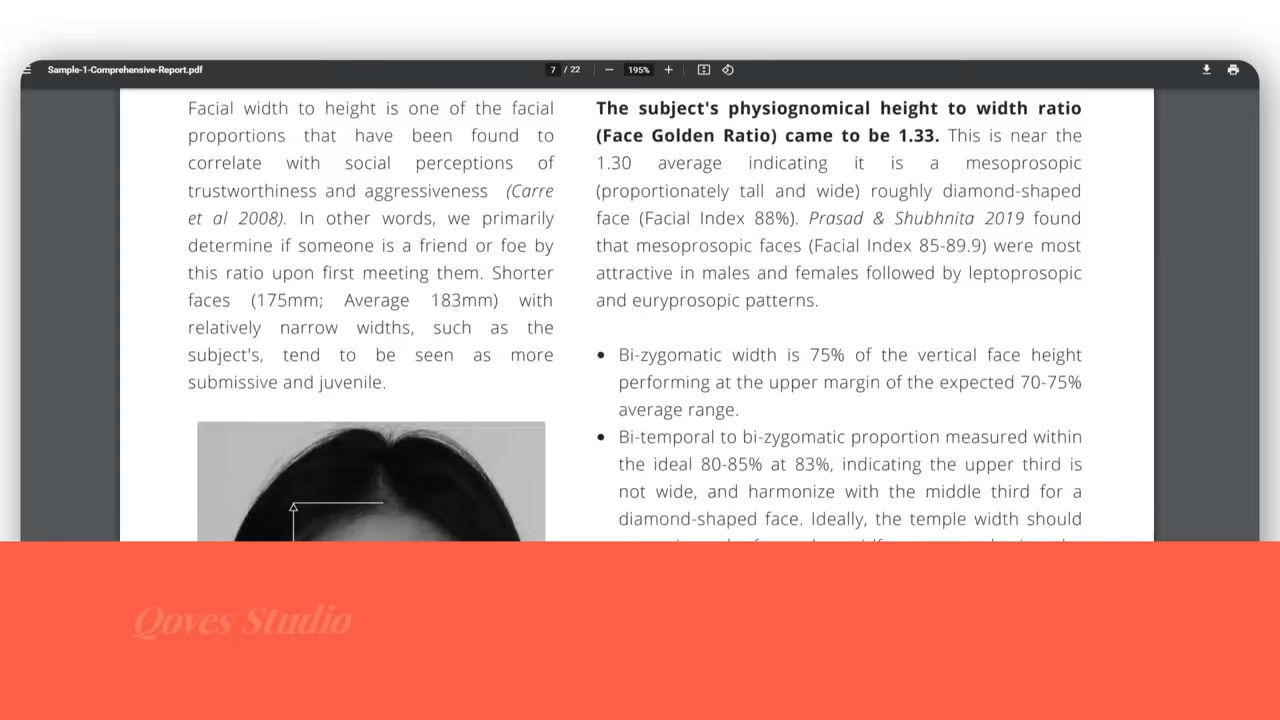 Sample-1-Comprehensive-Report.pdf
7 / 22
195%
Facial width to height is one of the facial
proportions that have been found to
correlate with social perceptions of
trustworthiness and aggressiveness (Carre
et al 2008). In other words, we primarily
determine if someone is a friend or foe by
this ratio upon first meeting them. Shorter
faces (175mm; Average 183mm) with
relatively narrow widths, such as the
subject's, tend to be seen as more
submissive and juvenile.
The subject's physiognomical height to width ratio
(Face Golden Ratio) came to be 1.33. This is near the
1.30 average indicating it is a mesoprosopic
(proportionately tall and wide) roughly diamond-shaped
face (Facial Index 88%). Prasad & Shubhnita 2019 found
that mesoprosopic faces (Facial Index 85-89.9) were most
attractive in males and females followed by leptoprosopic
and euryprosopic patterns.
• Bi-zygomatic width is 75% of the vertical face height
performing at the upper margin of the expected 70-75%
average range.
• Bi-temporal to bi-zygomatic proportion measured within
the ideal 80-85% at 83%, indicating the upper third is
not wide, and harmonize with the middle third for a
diamond-shaped face. Ideally, the temple width should
Qoves Studio